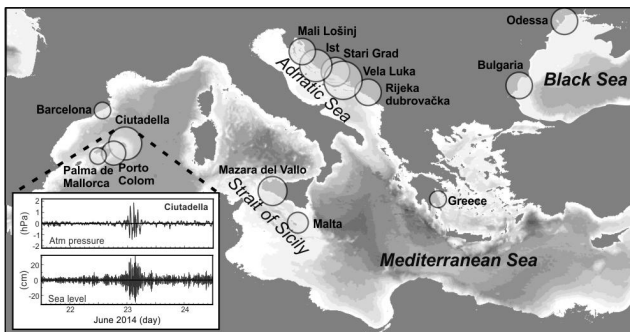 Odessa
Mali Lošinj
Ist
Stari Grad
Vela Luka
Bulgaria
Black Sea
Adriatic Sea
Rijeka
dubrovačka
Barcelona
Ciutadella
Palma de
Mallorca
Porto
Colom
Mazara del Vallo
Greece
Strait of Sicily
Malta
Mediterranean Sea
Ciutadella
2
1
0
-1
-2
(hPa)
Atm pressure
20
0
-20
(cm)
Sea level
22 23 24
June 2014 (day)